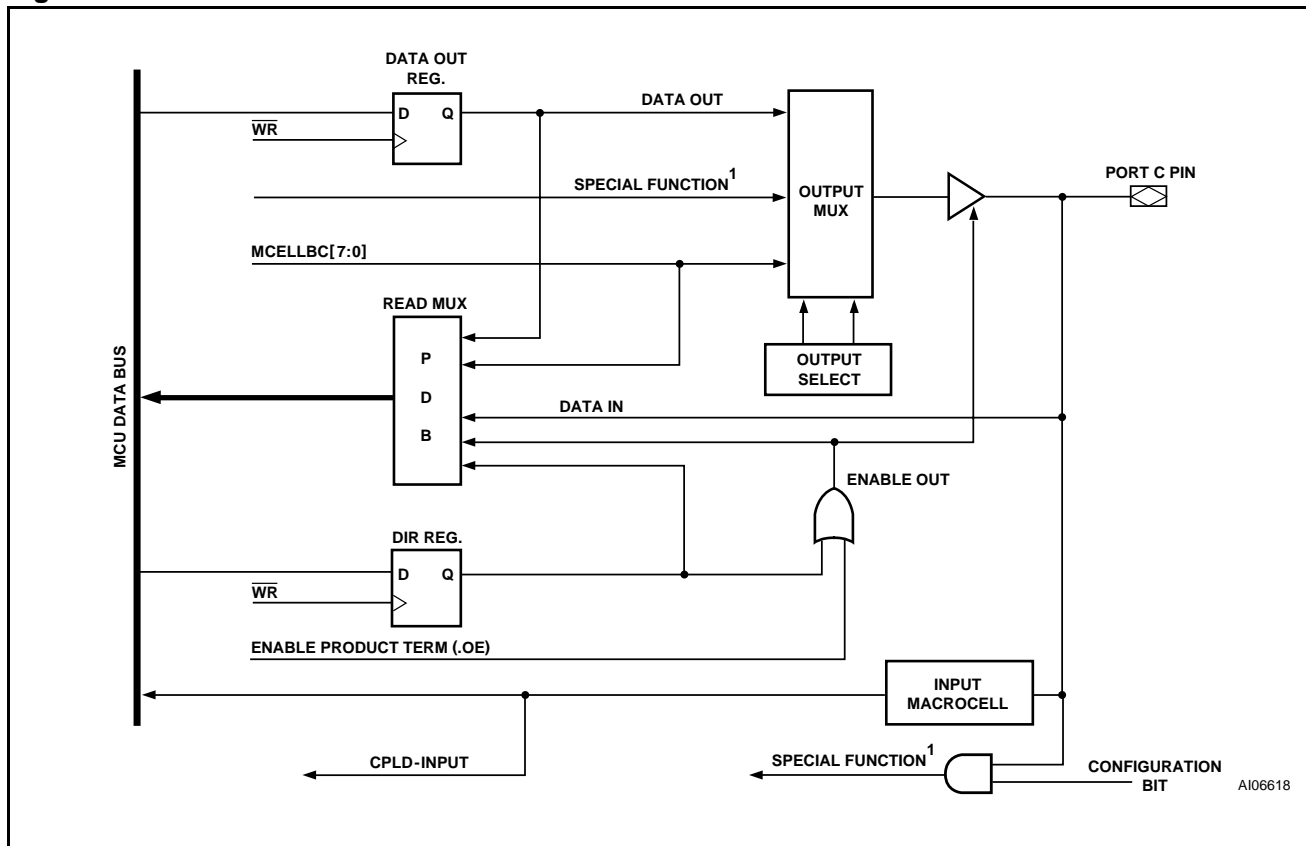 DATA OUT
REG.
D Q
WR
DATA OUT
SPECIAL FUNCTION1
OUTPUT
MUX
PORT C PIN
MCELLBC[7:0]
READ MUX
P
D
B
OUTPUT
SELECT
DATA IN
MCU DATA BUS
ENABLE OUT
DIR REG.
D Q
WR
ENABLE PRODUCT TERM (.OE)
INPUT
MACROCELL
CPLD-INPUT
SPECIAL FUNCTION1
CONFIGURATION
BIT
AI06618